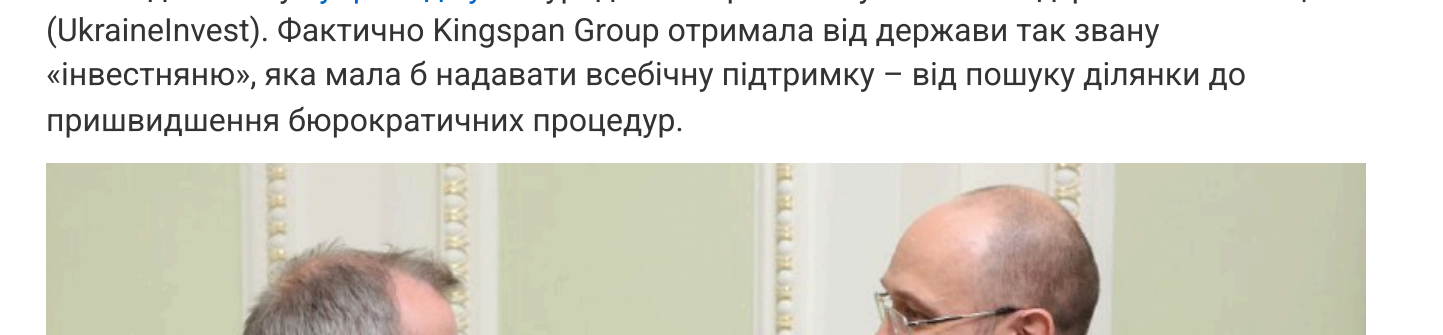 (UkraineInvest). Фактично Kingspan Group отримала від держави так звану
«інвестняню», яка мала б надавати всебічну підтримку – від пошуку ділянки до
пришвидшення бюрократичних процедур.